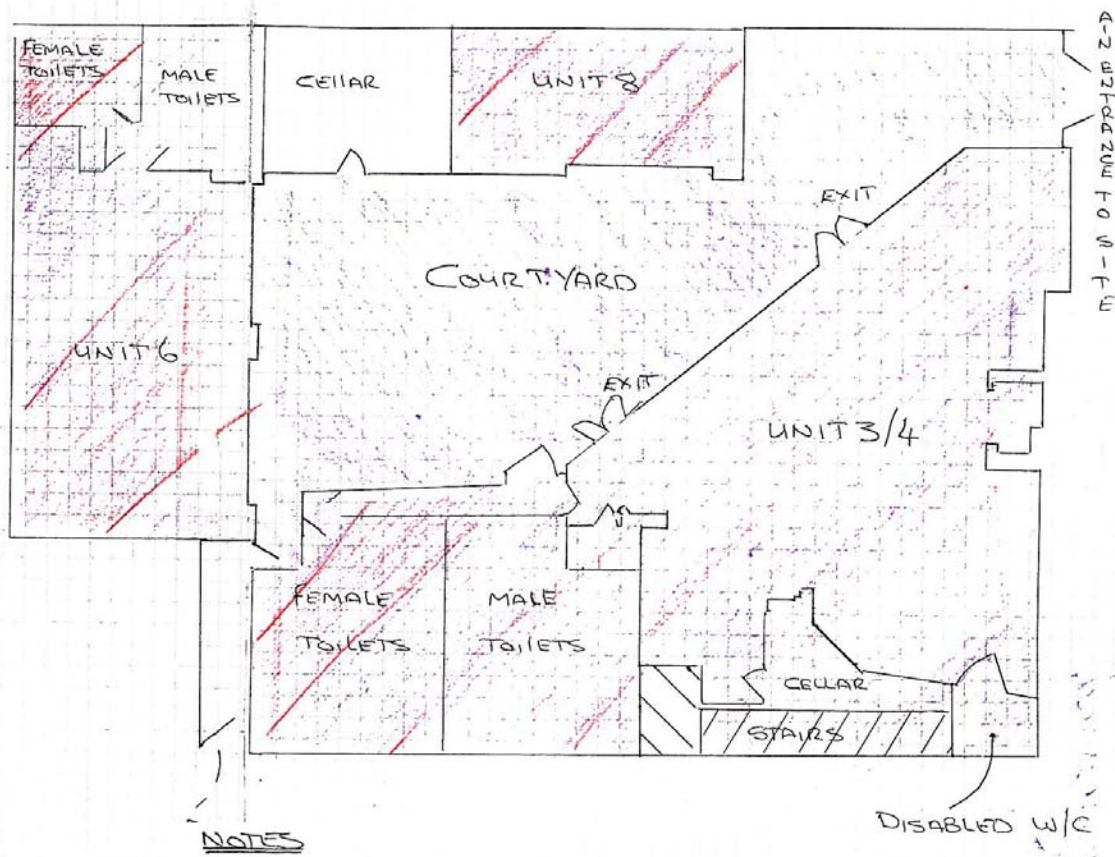 FEMALE
TOILETS
MALE
TOILETS
CELLAR
UNIT 8
AIN ENTRANCE TO SITE
EXIT
COURTYARD
UNIT 6
EXIT
UNIT 3/4
FEMALE
TOILETS
MALE
TOILETS
CELLAR
STAIRS
DISABLED W/C
NOTES